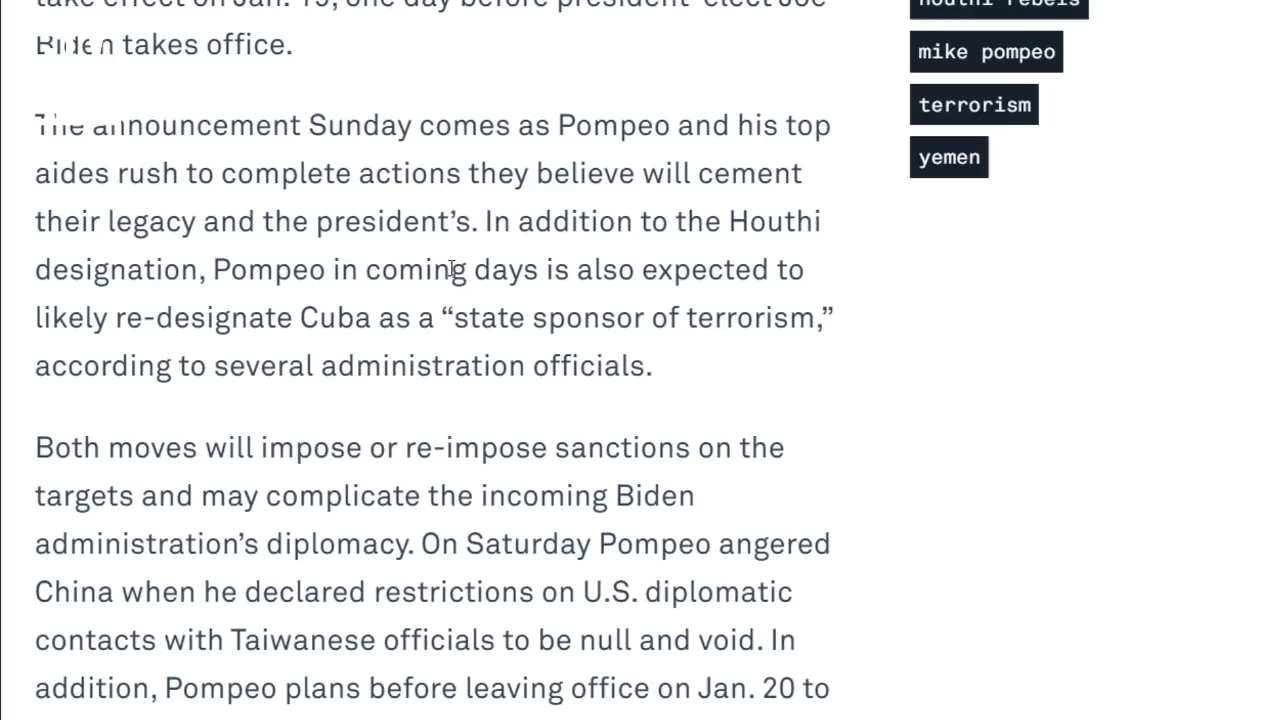 take effect on Jan. 19, one day before president-elect Joe
Biden takes office.
The announcement Sunday comes as Pompeo and his top
aides rush to complete actions they believe will cement
their legacy and the president’s. In addition to the Houthi
designation, Pompeo in coming days is also expected to
likely re-designate Cuba as a “state sponsor of terrorism,”
according to several administration officials.
Both moves will impose or re-impose sanctions on the
targets and may complicate the incoming Biden
administration’s diplomacy. On Saturday Pompeo angered
China when he declared restrictions on U.S. diplomatic
contacts with Taiwanese officials to be null and void. In
addition, Pompeo plans before leaving office on Jan. 20 to
houthi rebels
mike pompeo
terrorism
yemen